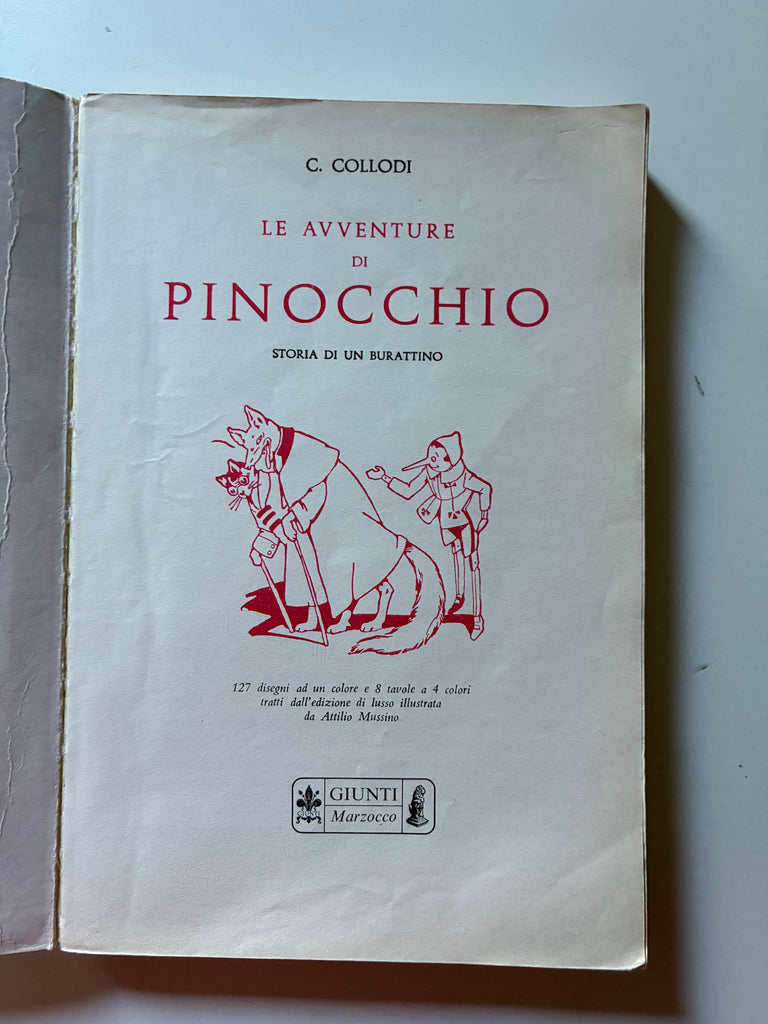 C. COLLODI
LE AVVENTURE
DI
PINOCCHIO
STORIA DI UN BURATTINO
127 disegni ad un colore e 8 tavole a 4 colori
tratti dall'edizione di lusso illustrata
da Attilio Mussino
GIUNTI
GIUNTI
Marzocco